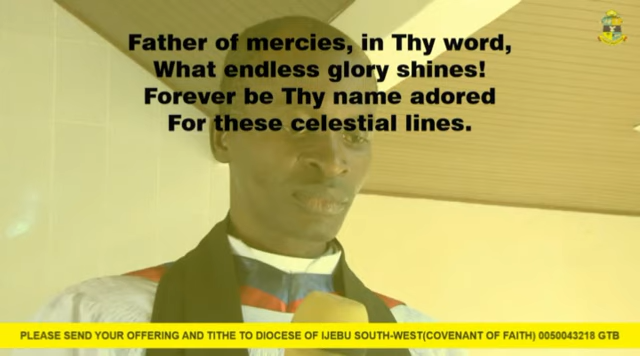 Father of mercies, in Thy word,
What endless glory shines!
Forever be Thy name adored
For these celestial lines.
PLEASE SEND YOUR OFFERING AND TITHE TO DIOCESE OF IJEBU SOUTH-WEST(COVENANT OF FAITH) 0050043218 GTB